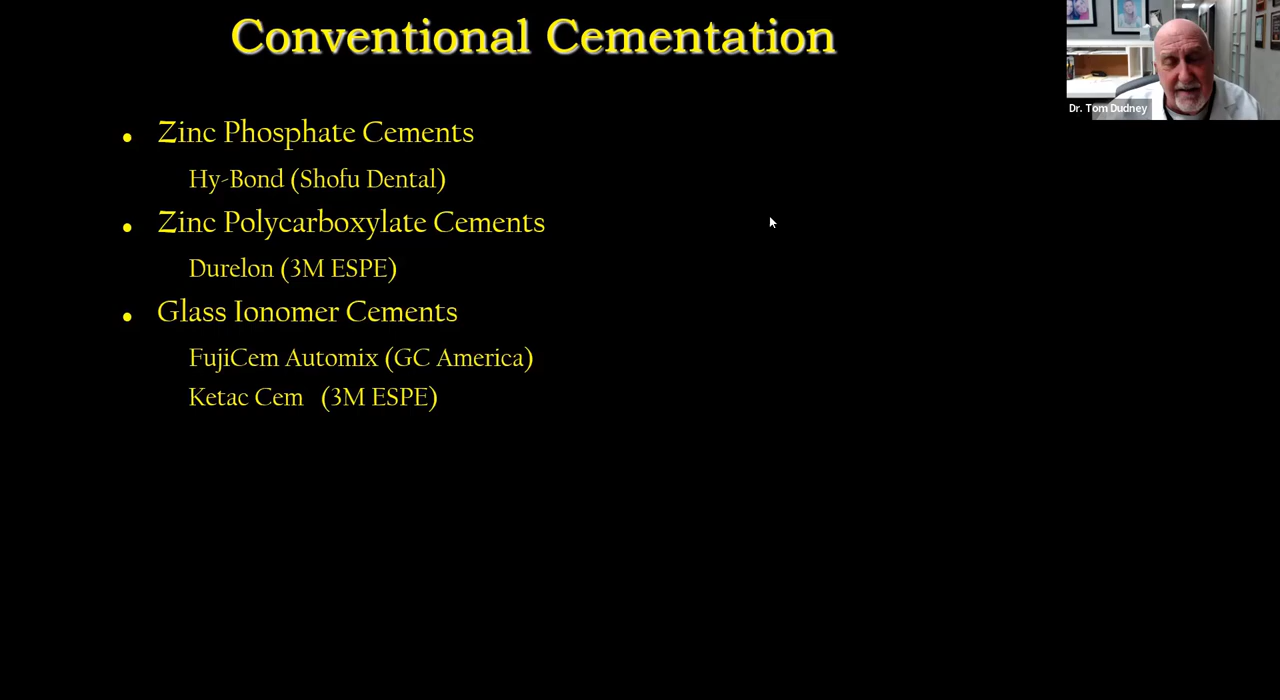 Conventional Cementation
Dr. Tom Dudney
• Zinc Phosphate Cements
Hy-Bond (Shofu Dental)
• Zinc Polycarboxylate Cements
Durelon (3M ESPE)
• Glass Ionomer Cements
FujiCem Automix (GC America)
Ketac Cem (3M ESPE)